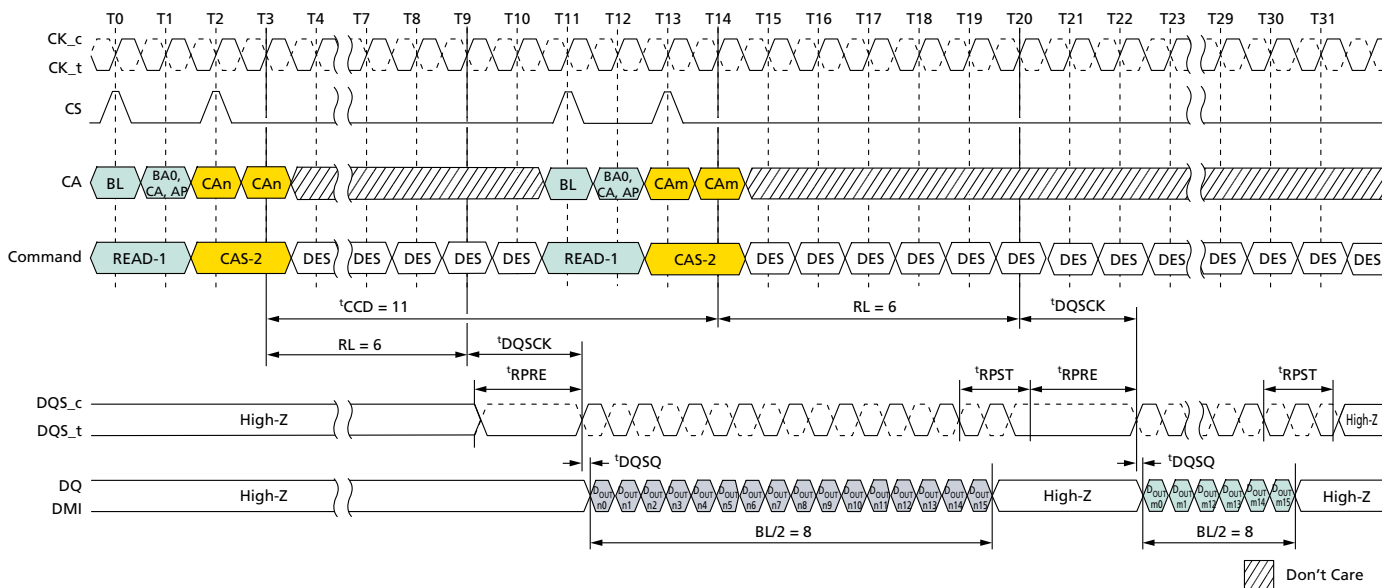 T0 T1 T2 T3 T4 T7 T8 T9 T10 T11 T12 T13 T14 T15 T16 T17 T18 T19 T20 T21 T22 T23 T29 T30 T31
CK_c
CK_t
CS
CA BL BA0, CA, AP CAn CAn BL BA0, CA, AP CAm CAm
Command READ-1 CAS-2 DES DES DES DES DES READ-1 CAS-2 DES DES DES DES DES DES DES DES DES DES DES DES DES
tCCD = 11 RL = 6 tDQSCK
RL = 6 tDQSCK
tRPRE tRPST tRPRE tRPST
DQS_c
DQS_t
High-Z High-Z
tDQSQ tDQSQ
DQ
DMI
High-Z DOUT n0 DOUT n1 DOUT n2 DOUT n3 DOUT n4 DOUT n5 DOUT n6 DOUT n7 DOUT n8 DOUT n9 DOUT n10 DOUT n11 DOUT n12 DOUT n13 DOUT n14 DOUT n15 High-Z DOUT m0 DOUT m1 DOUT m12 DOUT m13 DOUT m14 DOUT m15 High-Z
BL/2 = 8 BL/2 = 8
Don't Care